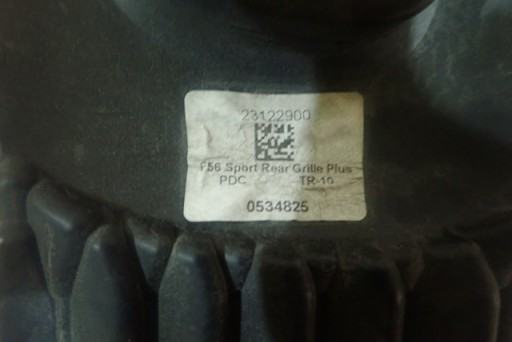 23122900
F56 Sport Rear Grille Plus
PDC TR-10
0534825